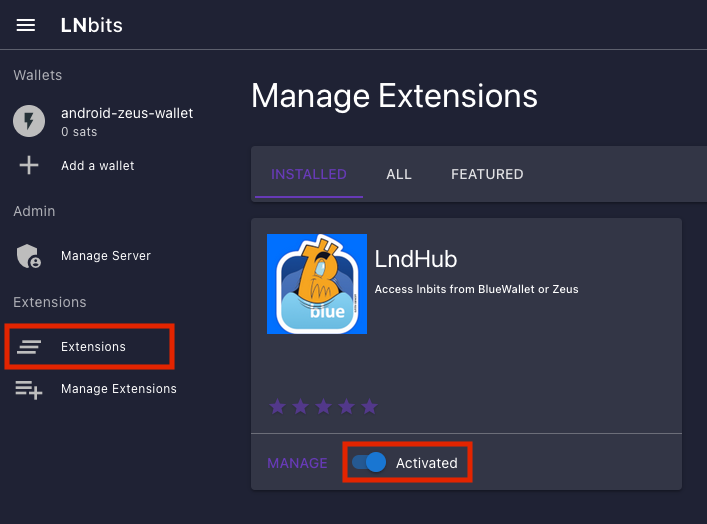 LNbits
Wallets
android-zeus-wallet
0 sats
Add a wallet
Admin
Manage Server
Extensions
Extensions
Manage Extensions
Manage Extensions
INSTALLED ALL FEATURED
blue
LndHub
Access lnbits from BlueWallet or Zeus
MANAGE Activated